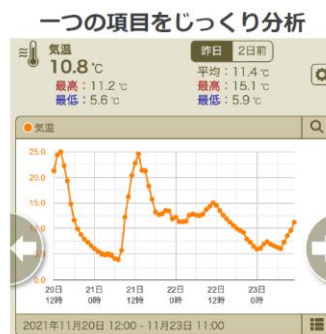 一つの項目をじっくり分析
気温
10.8℃
最高：11.2℃
最低：5.6℃
昨日 2日前
平均：11.4℃
最高：15.1℃
最低：5.9℃
気温
25.0
20.0
15.0
10.0
5.0
0.0
20日 21日 21日 22日 22日 23日
12時 0時 12時 0時 12時 0時
2021年11月20日 12:00 - 11月23日 11:00